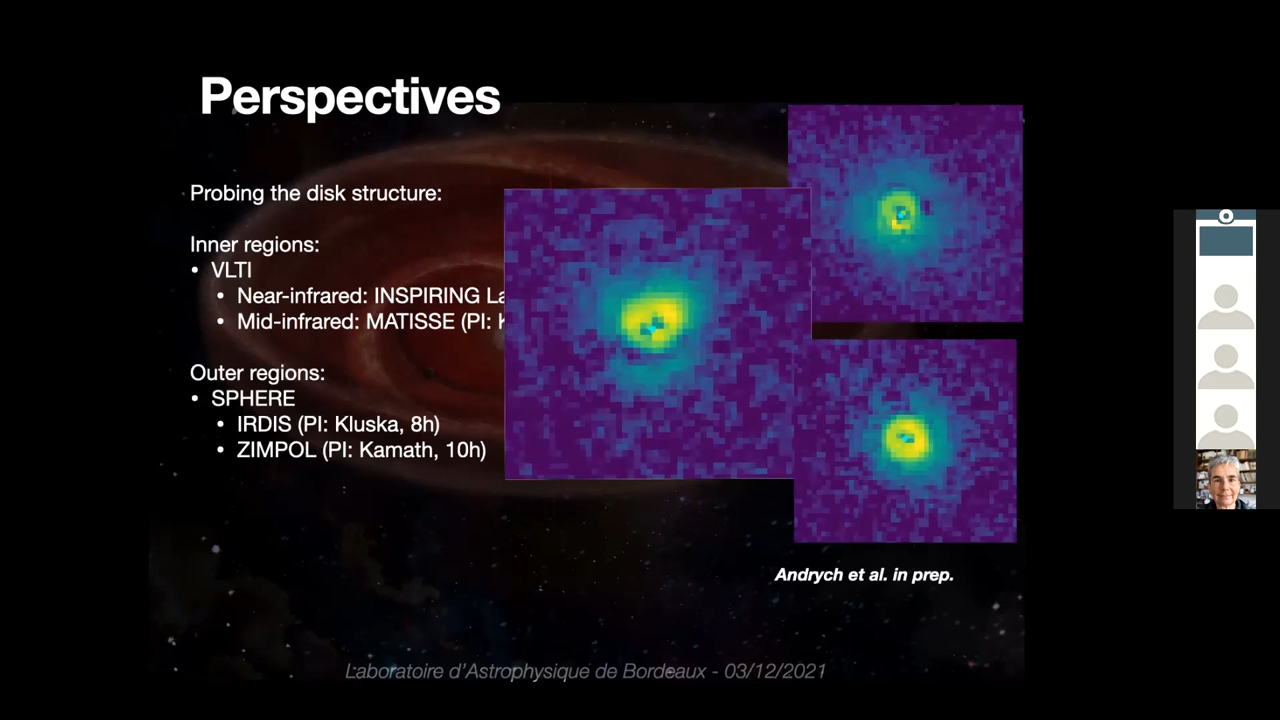 Perspectives
Probing the disk structure:
Inner regions:
• VLTI
• Near-infrared: INSPIRING La
• Mid-infrared: MATISSE (PI: K
Outer regions:
• SPHERE
• IRDIS (PI: Kluska, 8h)
• ZIMPOL (PI: Kamath, 10h)
Andrych et al. in prep.
Laboratoire d'Astrophysique de Bordeaux - 03/12/2021